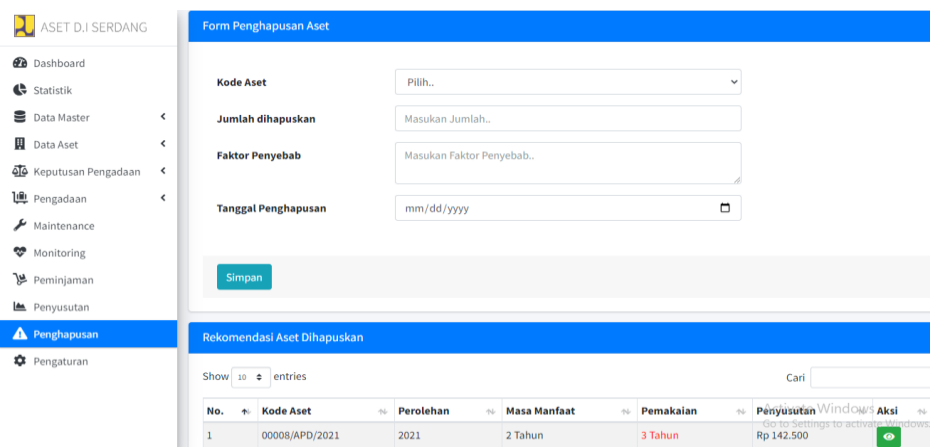 ASET D.I SERDANG
Dashboard
Statistik
Data Master
Data Aset
Keputusan Pengadaan
Pengadaan
Maintenance
Monitoring
Peminjaman
Penyusutan
Penghapusan
Pengaturan
Form Penghapusan Aset
Kode Aset Pilih..
Jumlah dihapuskan Masukan Jumlah..
Faktor Penyebab Masukan Faktor Penyebab..
Tanggal Penghapusan mm/dd/yyyy
Simpan
Rekomendasi Aset Dihapuskan
Show 10 entries Cari
No. Kode Aset Perolehan Masa Manfaat Pemakaian Penyusutan Aksi
1 00008/APD/2021 2021 2 Tahun 3 Tahun Rp 142.500
Activate Windows
Go to Settings to activate Windows.